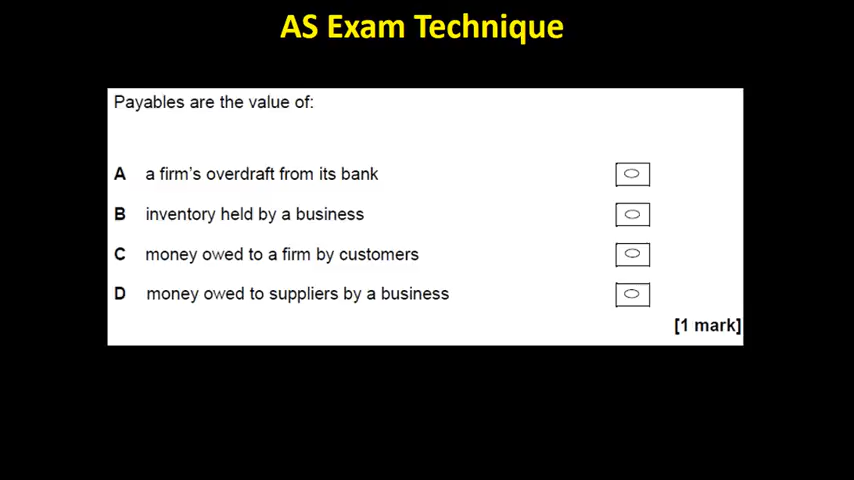 AS Exam Technique
Payables are the value of:
A a firm's overdraft from its bank
B inventory held by a business
C money owed to a firm by customers
D money owed to suppliers by a business
[1 mark]